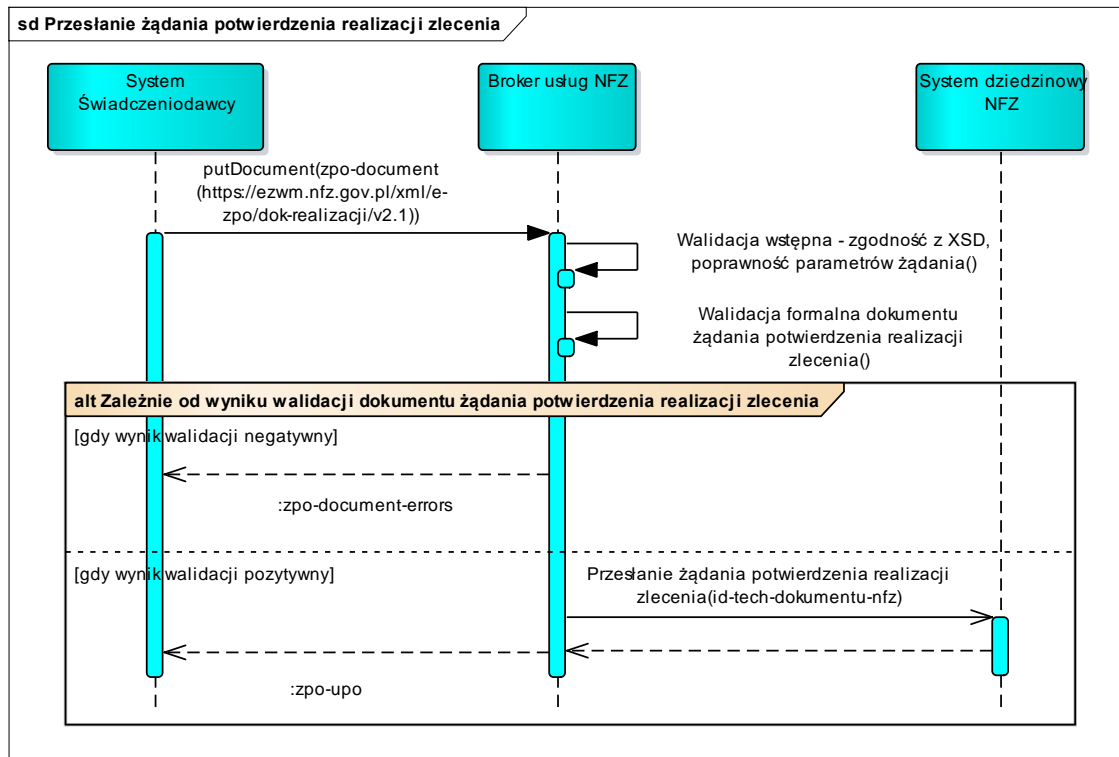 sd Przesłanie żądania potwierdzenia realizacji zlecenia
System
Świadczeniodawcy
Broker usług NFZ
System dziedzinowy
NFZ
putDocument(zpo-document
(https://ezwm.nfz.gov.pl/xml/e-
zpo/dok-realizacji/v2.1))
Walidacja wstępna - zgodność z XSD,
poprawność parametrów żądania()
Walidacja formalna dokumentu
żądania potwierdzenia realizacji
zlecenia()
alt Zależnie od wyniku walidacji dokumentu żądania potwierdzenia realizacji zlecenia
[gdy wynik walidacji negatywny]
:zpo-document-errors
[gdy wynik walidacji pozytywny]
Przesłanie żądania potwierdzenia realizacji
zlecenia(id-tech-dokumentu-nfz)
:zpo-upo